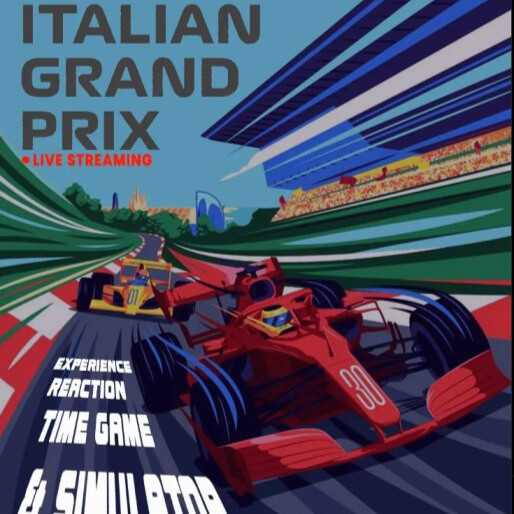 ITALIAN
GRAND
PRIX
● LIVE STREAMING
01
30
EXPERIENCE
REACTION
TIME GAME
& SIMULATOR